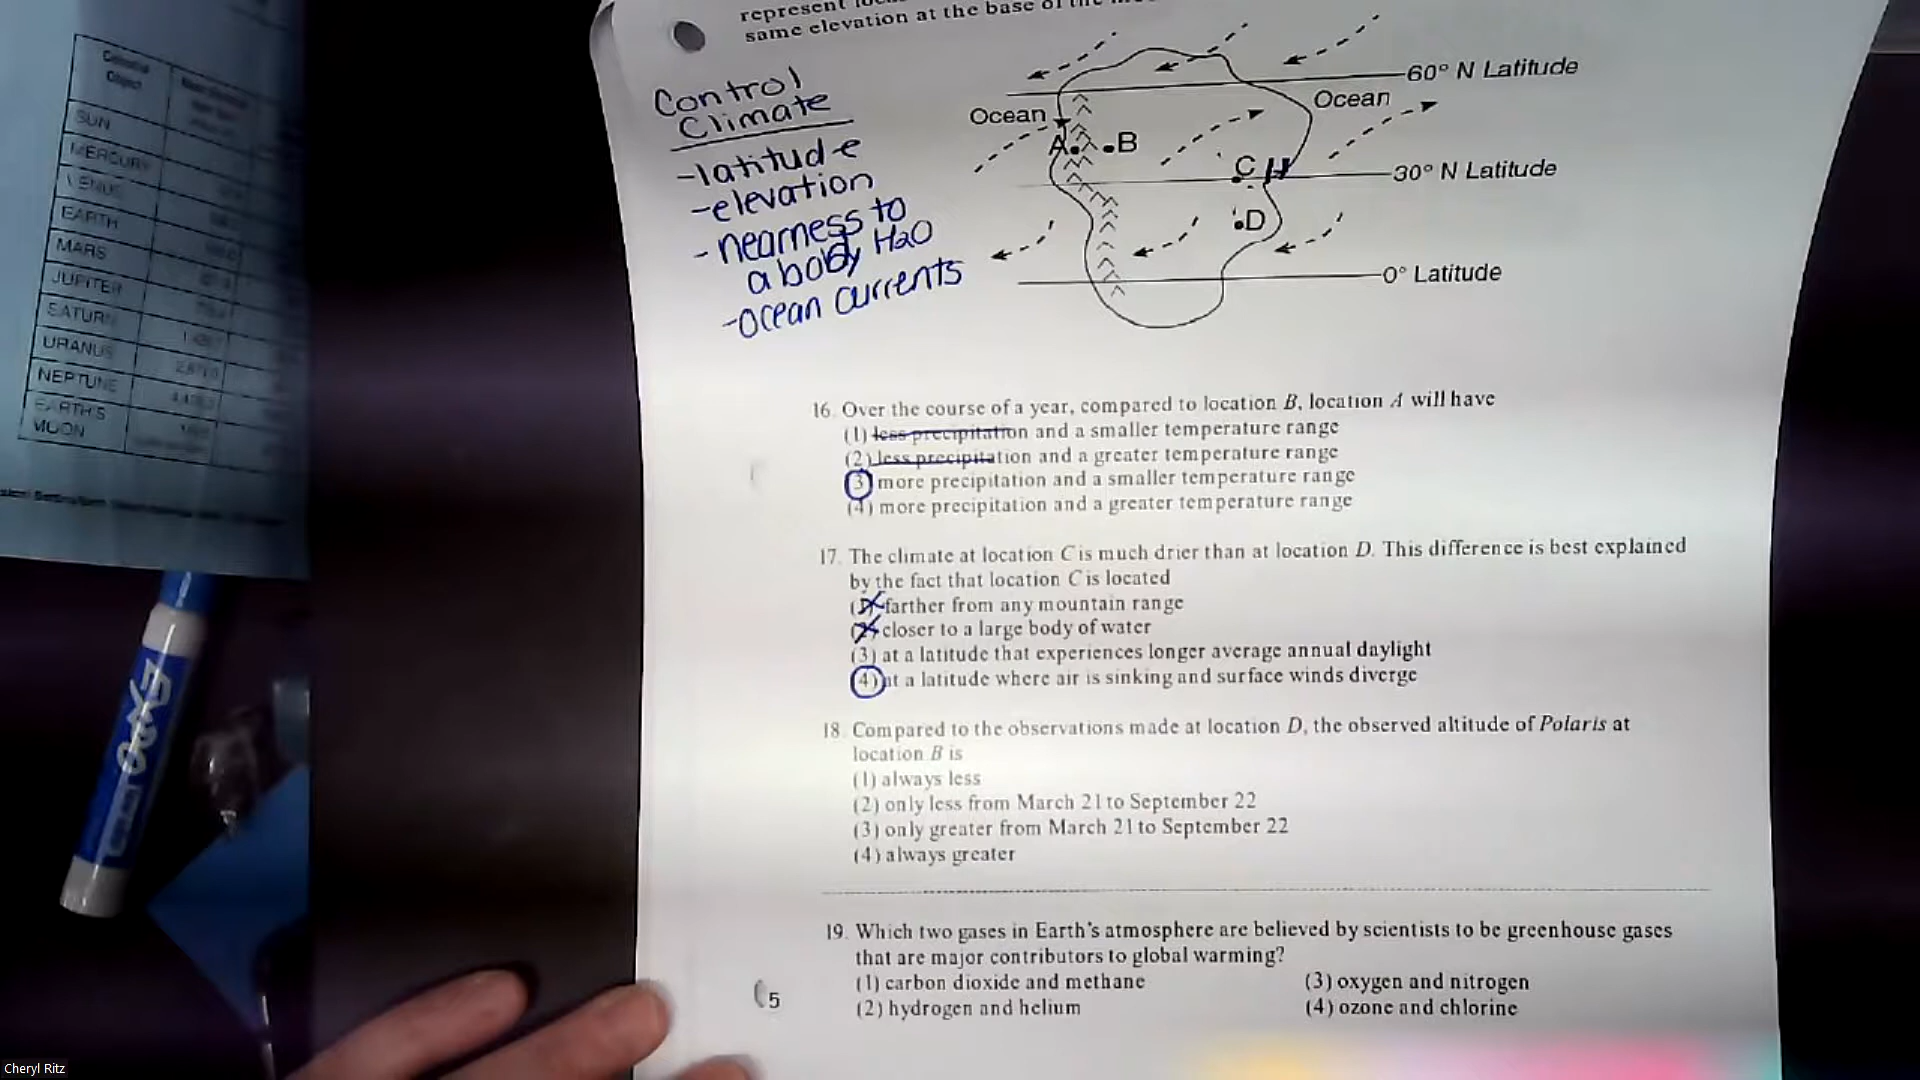 same elevation at the base of the
Control
Climate
-latitude
-elevation
-nearness to
a body H2O
-ocean currents
60° N Latitude
Ocean
Ocean
A
B
C H
30° N Latitude
D
0° Latitude
16. Over the course of a year, compared to location B, location A will have
(1) less precipitation and a smaller temperature range
(2) less precipitation and a greater temperature range
(3) more precipitation and a smaller temperature range
(4) more precipitation and a greater temperature range
17. The climate at location C is much drier than at location D. This difference is best explained
by the fact that location C is located
(1) farther from any mountain range
(2) closer to a large body of water
(3) at a latitude that experiences longer average annual daylight
(4) at a latitude where air is sinking and surface winds diverge
18. Compared to the observations made at location D, the observed altitude of Polaris at
location B is
(1) always less
(2) only less from March 21 to September 22
(3) only greater from March 21 to September 22
(4) always greater
19. Which two gases in Earth's atmosphere are believed by scientists to be greenhouse gases
that are major contributors to global warming?
(1) carbon dioxide and methane
(3) oxygen and nitrogen
(2) hydrogen and helium
(4) ozone and chlorine
5
Celestial
Object
SUN
MERCURY
VENUS
EARTH
MARS
JUPITER
SATURN
URANUS
NEPTUNE
EARTH'S
MOON
EXPO
Cheryl Ritz